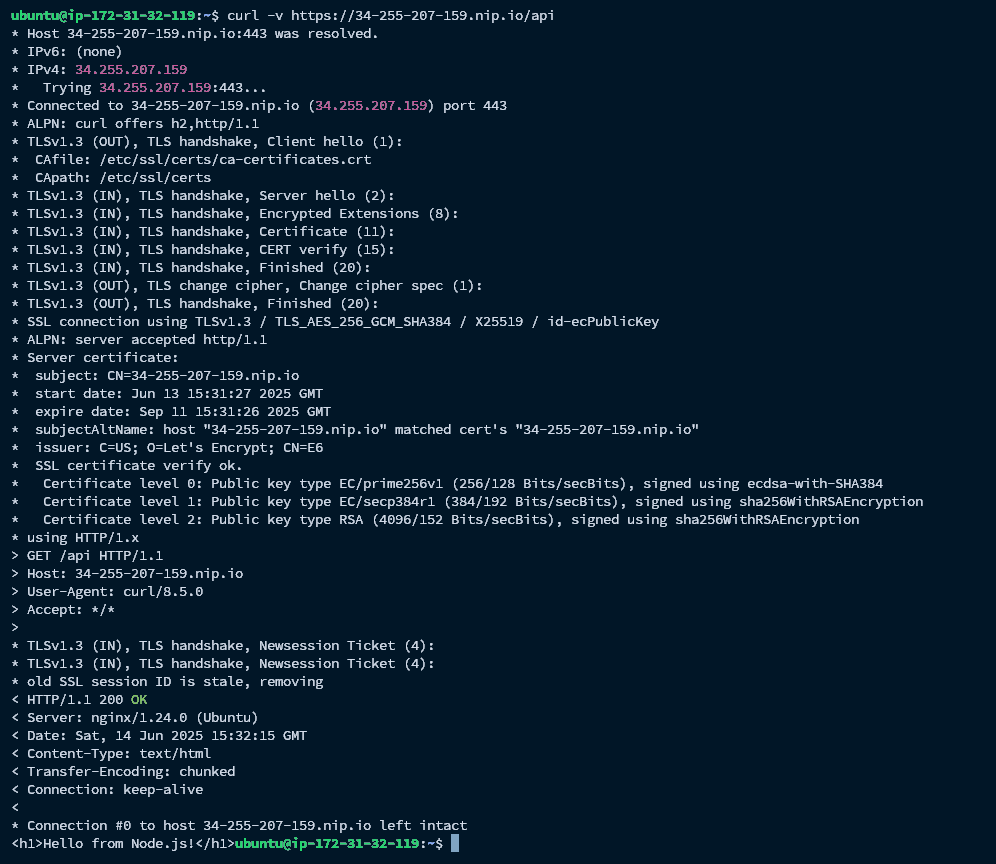 ubuntu@ip-172-31-32-119:~$ curl -v https://34-255-207-159.nip.io/api
* Host 34-255-207-159.nip.io:443 was resolved.
* IPv6: (none)
* IPv4: 34.255.207.159
*   Trying 34.255.207.159:443...
* Connected to 34-255-207-159.nip.io (34.255.207.159) port 443
* ALPN: curl offers h2,http/1.1
* TLSv1.3 (OUT), TLS handshake, Client hello (1):
*  CAfile: /etc/ssl/certs/ca-certificates.crt
*  CApath: /etc/ssl/certs
* TLSv1.3 (IN), TLS handshake, Server hello (2):
* TLSv1.3 (IN), TLS handshake, Encrypted Extensions (8):
* TLSv1.3 (IN), TLS handshake, Certificate (11):
* TLSv1.3 (IN), TLS handshake, CERT verify (15):
* TLSv1.3 (IN), TLS handshake, Finished (20):
* TLSv1.3 (OUT), TLS change cipher, Change cipher spec (1):
* TLSv1.3 (OUT), TLS handshake, Finished (20):
* SSL connection using TLSv1.3 / TLS_AES_256_GCM_SHA384 / X25519 / id-ecPublicKey
* ALPN: server accepted http/1.1
* Server certificate:
*  subject: CN=34-255-207-159.nip.io
*  start date: Jun 13 15:31:27 2025 GMT
*  expire date: Sep 11 15:31:26 2025 GMT
*  subjectAltName: host "34-255-207-159.nip.io" matched cert's "34-255-207-159.nip.io"
*  issuer: C=US; O=Let's Encrypt; CN=E6
*  SSL certificate verify ok.
*   Certificate level 0: Public key type EC/prime256v1 (256/128 Bits/secBits), signed using ecdsa-with-SHA384
*   Certificate level 1: Public key type EC/secp384r1 (384/192 Bits/secBits), signed using sha256WithRSAEncryption
*   Certificate level 2: Public key type RSA (4096/152 Bits/secBits), signed using sha256WithRSAEncryption
* using HTTP/1.x
> GET /api HTTP/1.1
> Host: 34-255-207-159.nip.io
> User-Agent: curl/8.5.0
> Accept: */*
>
* TLSv1.3 (IN), TLS handshake, Newsession Ticket (4):
* TLSv1.3 (IN), TLS handshake, Newsession Ticket (4):
* old SSL session ID is stale, removing
< HTTP/1.1 200 OK
< Server: nginx/1.24.0 (Ubuntu)
< Date: Sat, 14 Jun 2025 15:32:15 GMT
< Content-Type: text/html
< Transfer-Encoding: chunked
< Connection: keep-alive
<
* Connection #0 to host 34-255-207-159.nip.io left intact
<h1>Hello from Node.js!</h1>ubuntu@ip-172-31-32-119:~$